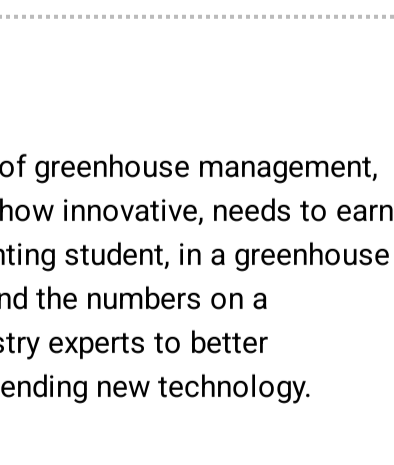 of greenhouse management,
how innovative, needs to earn
nting student, in a greenhouse
nd the numbers on a
stry experts to better
ending new technology.